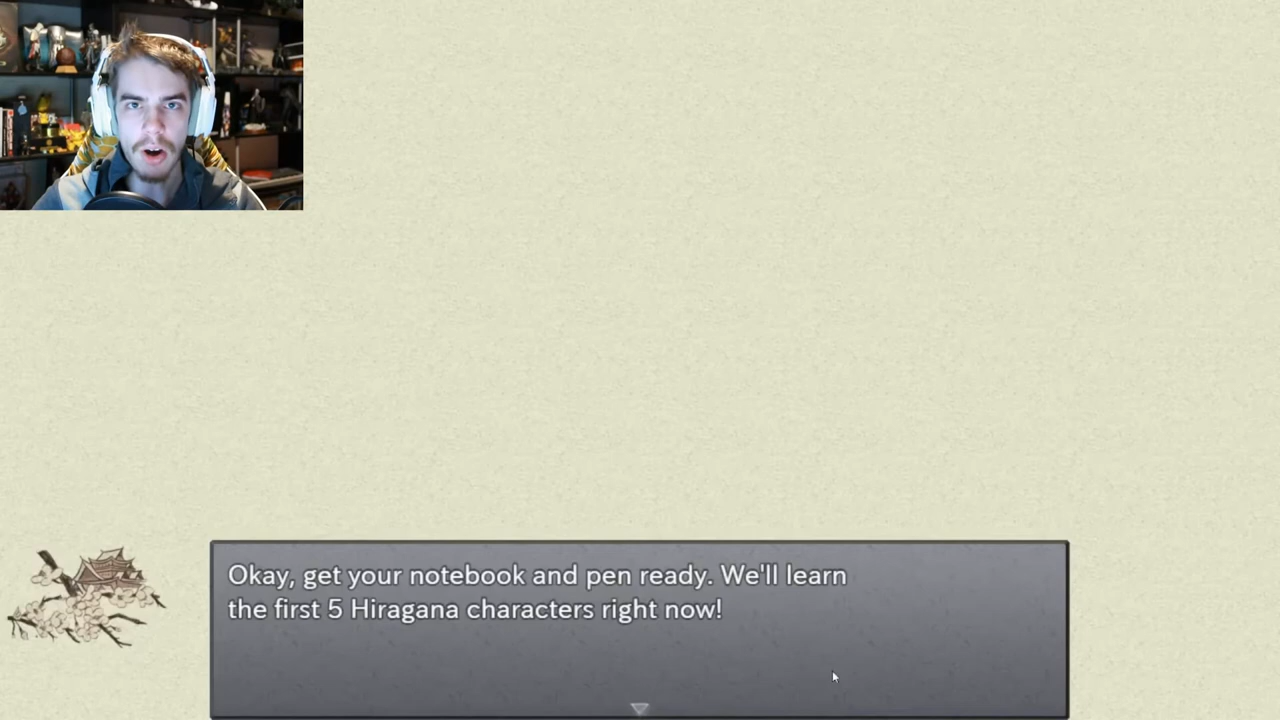 Okay, get your notebook and pen ready. We'll learn
the first 5 Hiragana characters right now!